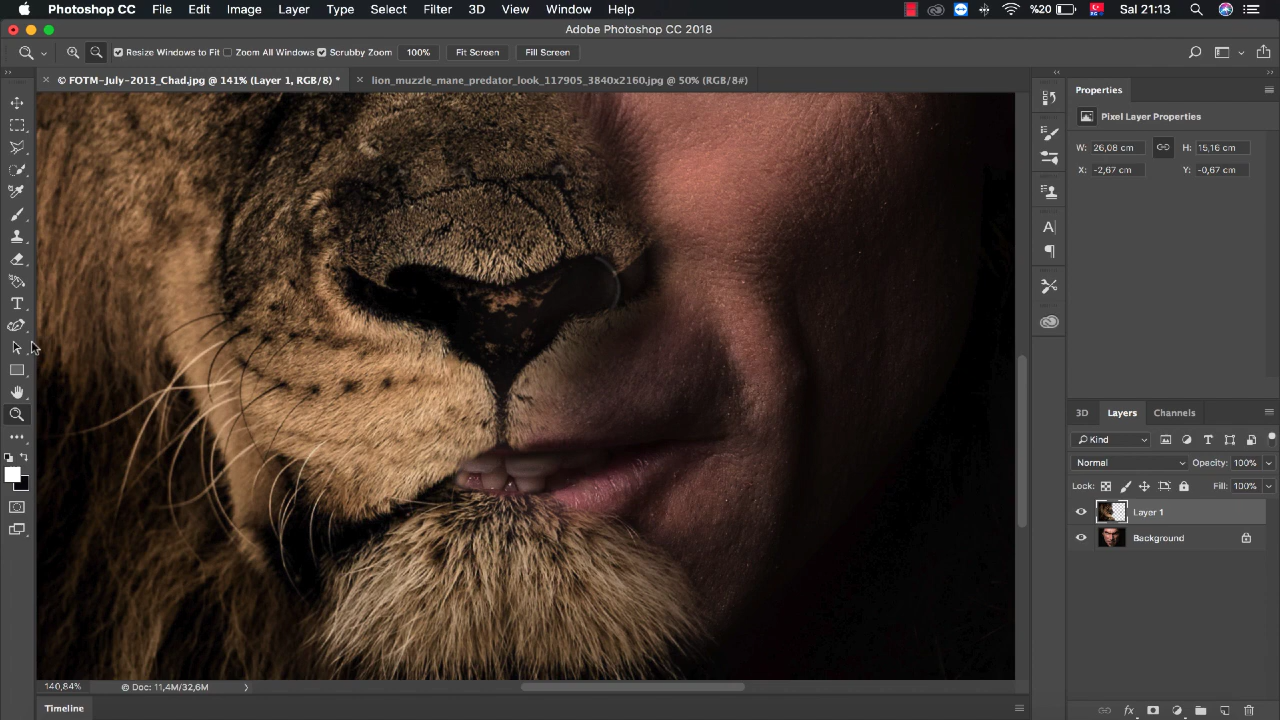 Photoshop CC File Edit Image Layer Type Select Filter 3D View Window Help %20 Sal 21:13
Adobe Photoshop CC 2018
Resize Windows to Fit Zoom All Windows Scrubby Zoom 100% Fit Screen Fill Screen
© FOTM-July-2013_Chad.jpg @ 141% (Layer 1, RGB/8) * lion_muzzle_mane_predator_look_117905_3840x2160.jpg @ 50% (RGB/8#)
Properties
Pixel Layer Properties
W: 26,08 cm H: 15,16 cm
X: -2,67 cm Y: -0,67 cm
3D Layers Channels
Kind
Normal Opacity: 100%
Lock: Fill: 100%
Layer 1
Background
140,84% Doc: 11,4M/32,6M
Timeline